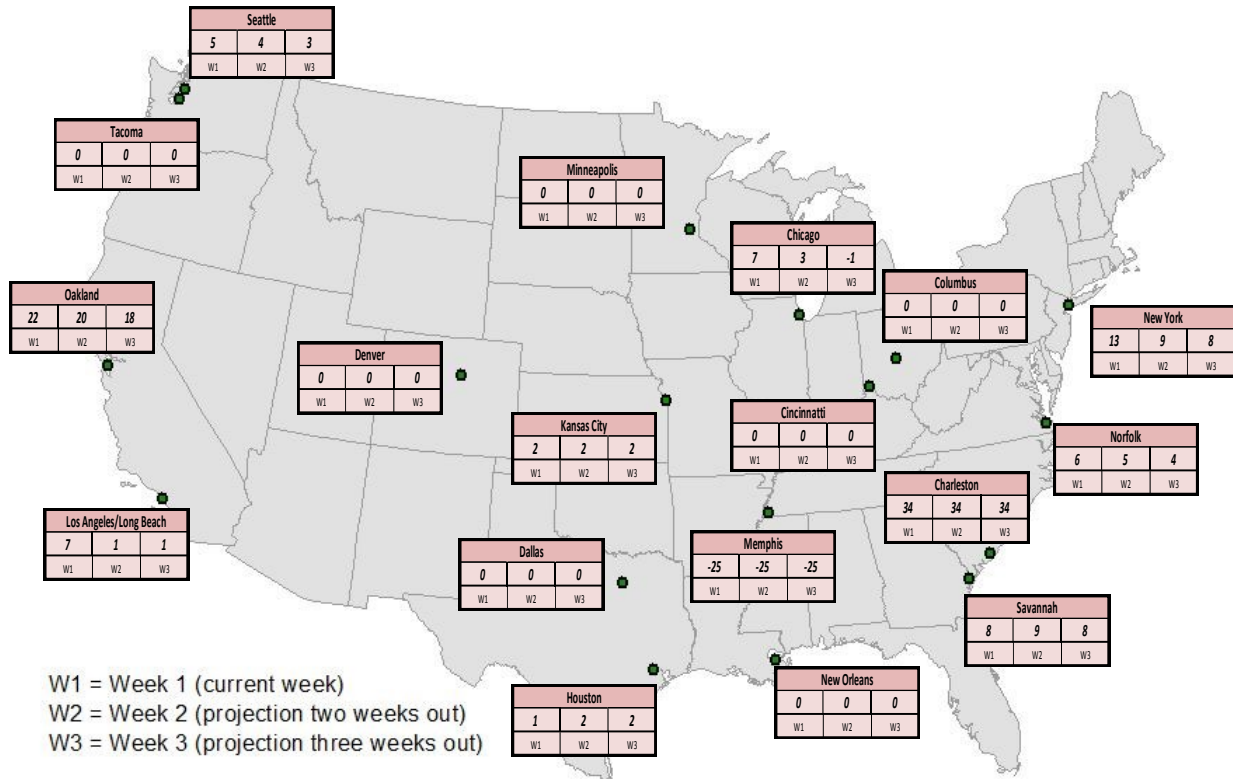 Seattle
5 4 3
W1 W2 W3
Tacoma
0 0 0
W1 W2 W3
Minneapolis
0 0 0
W1 W2 W3
Chicago
7 3 -1
W1 W2 W3
Columbus
0 0 0
W1 W2 W3
Oakland
22 20 18
W1 W2 W3
New York
13 9 8
W1 W2 W3
Denver
0 0 0
W1 W2 W3
Kansas City
2 2 2
W1 W2 W3
Cincinnatti
0 0 0
W1 W2 W3
Norfolk
6 5 4
W1 W2 W3
Charleston
34 34 34
W1 W2 W3
Los Angeles/Long Beach
7 1 1
W1 W2 W3
Dallas
0 0 0
W1 W2 W3
Memphis
-25 -25 -25
W1 W2 W3
Savannah
8 9 8
W1 W2 W3
Houston
1 2 2
W1 W2 W3
New Orleans
0 0 0
W1 W2 W3
W1 = Week 1 (current week)
W2 = Week 2 (projection two weeks out)
W3 = Week 3 (projection three weeks out)